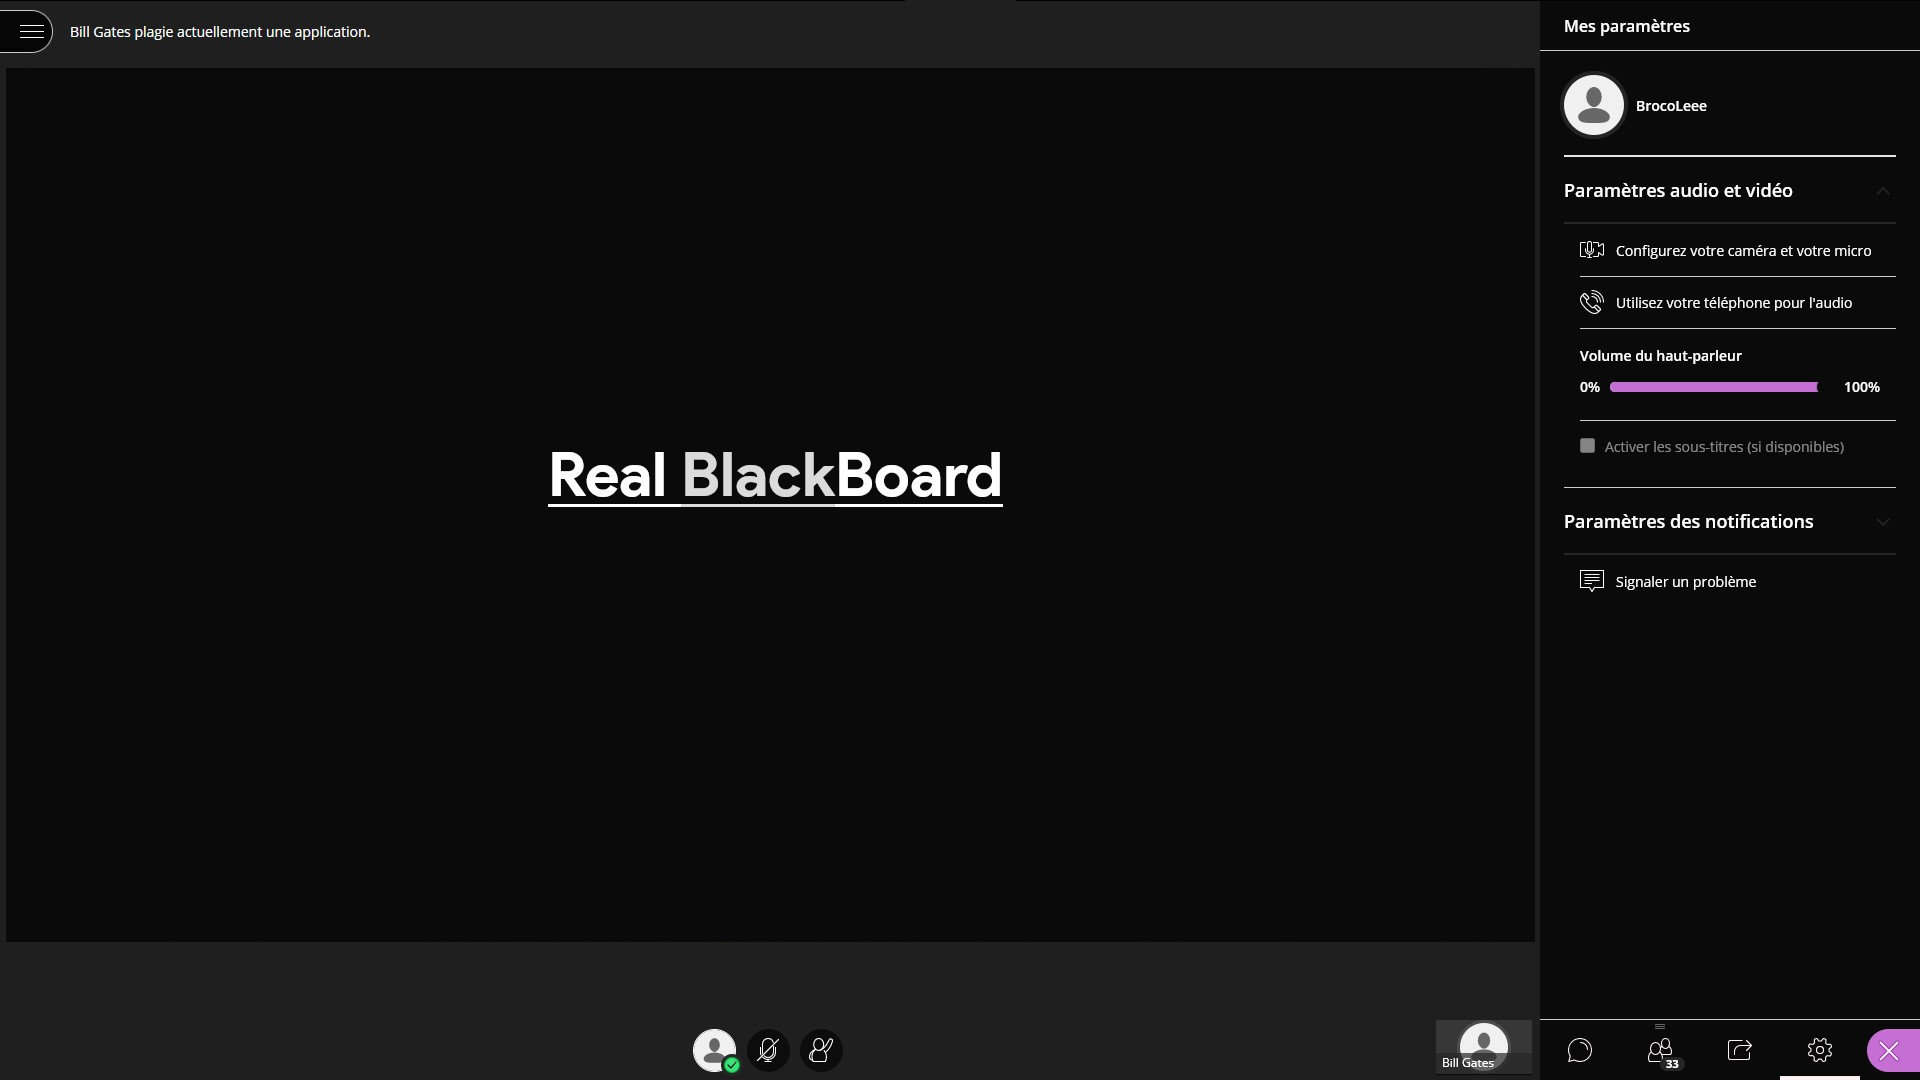 Bill Gates plagie actuellement une application.
Real BlackBoard
Bill Gates
Mes paramètres
BrocoLeee
Paramètres audio et vidéo
Configurez votre caméra et votre micro
Utilisez votre téléphone pour l'audio
Volume du haut-parleur
0% 100%
Activer les sous-titres (si disponibles)
Paramètres des notifications
Signaler un problème
33